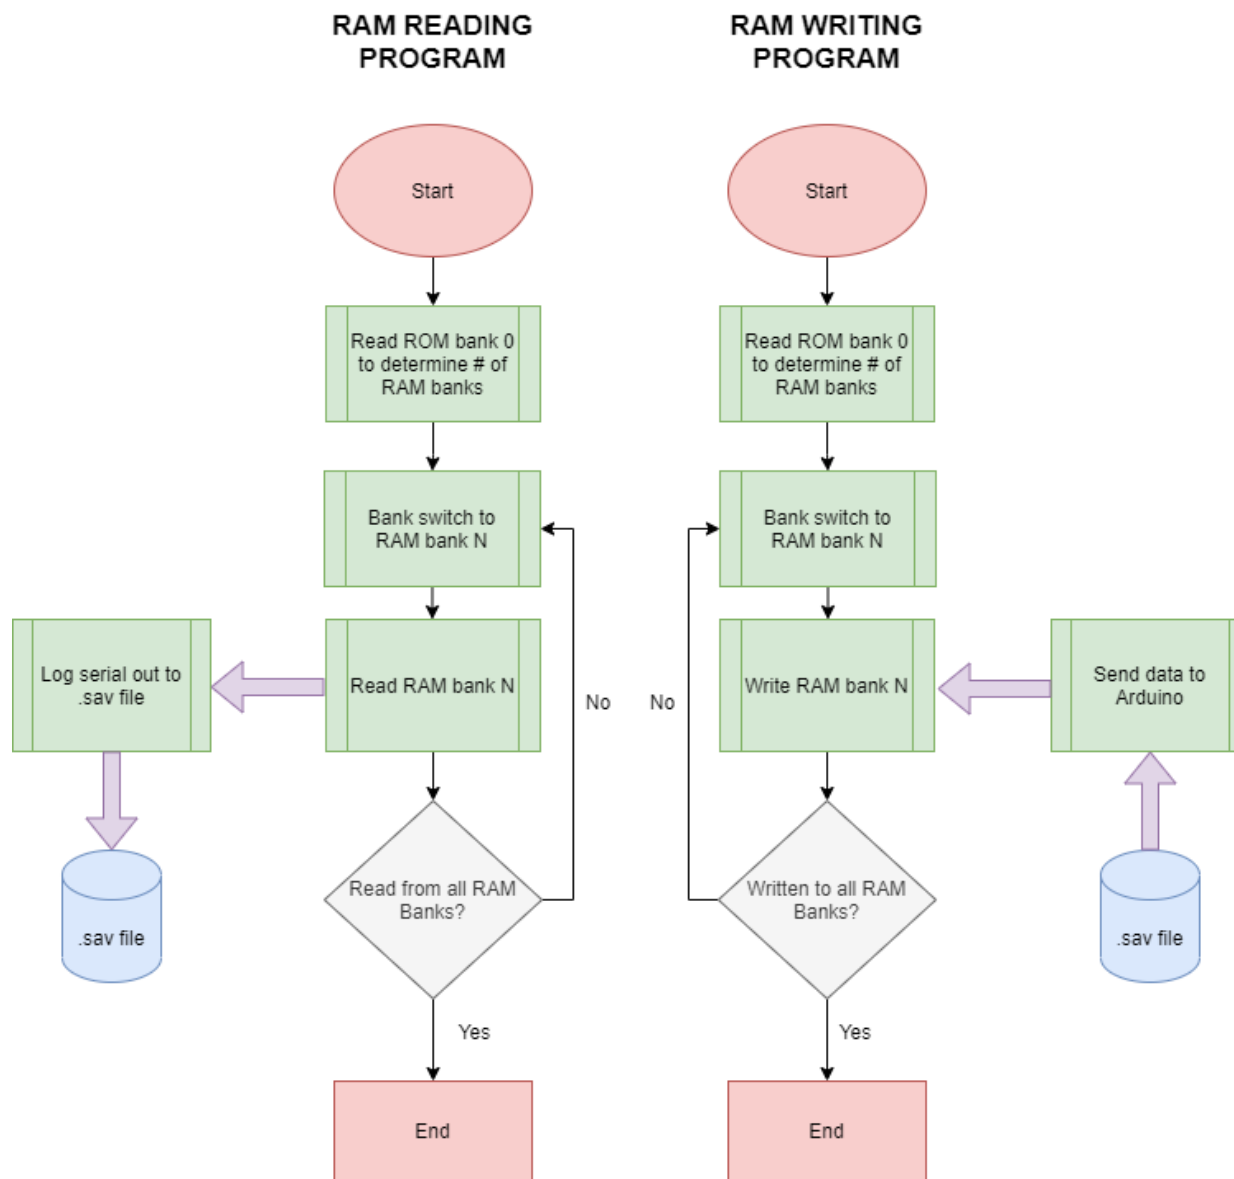 RAM READING
PROGRAM
Start
Read ROM bank 0
to determine # of
RAM banks
Bank switch to
RAM bank N
Log serial out to
.sav file
Read RAM bank N
No
.sav file
Read from all RAM
Banks?
Yes
End
RAM WRITING
PROGRAM
Start
Read ROM bank 0
to determine # of
RAM banks
Bank switch to
RAM bank N
Write RAM bank N
Send data to
Arduino
No
Written to all RAM
Banks?
.sav file
Yes
End